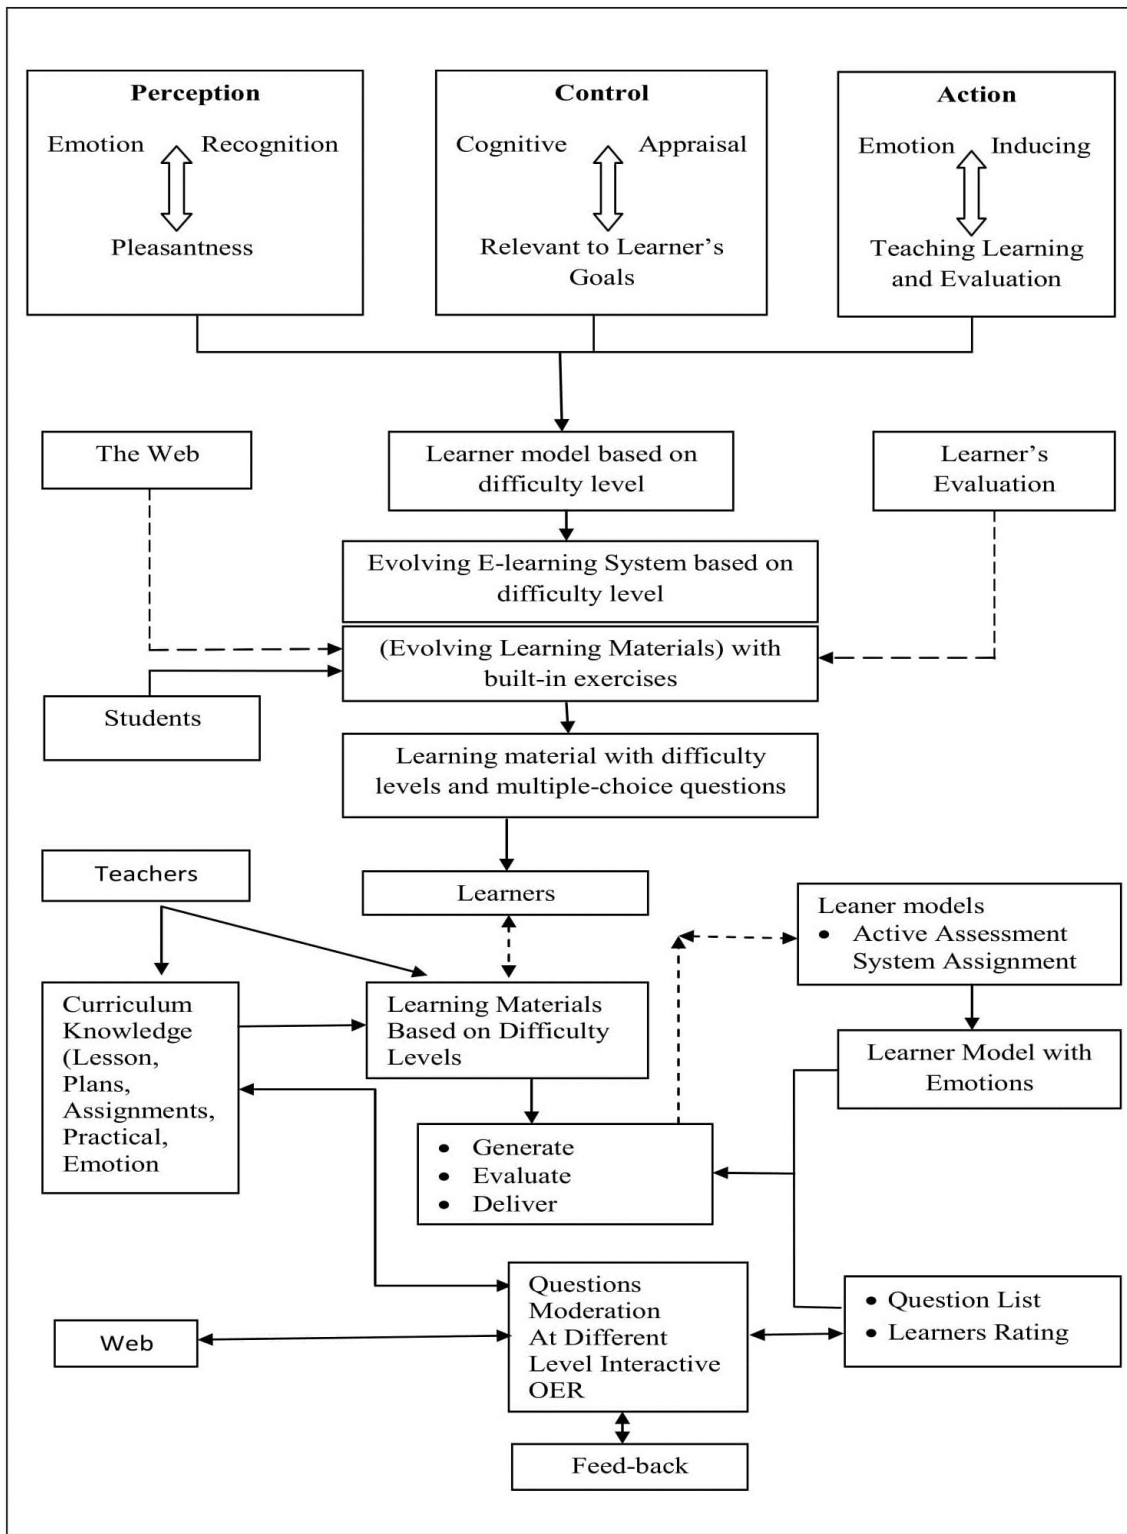 Perception
Emotion Recognition
Pleasantness
Control
Cognitive Appraisal
Relevant to Learner's
Goals
Action
Emotion Inducing
Teaching Learning
and Evaluation
The Web
Learner model based on
difficulty level
Learner's
Evaluation
Evolving E-learning System based on
difficulty level
(Evolving Learning Materials) with
built-in exercises
Students
Learning material with difficulty
levels and multiple-choice questions
Teachers
Learners
Leaner models
• Active Assessment
System Assignment
Curriculum
Knowledge
(Lesson,
Plans,
Assignments,
Practical,
Emotion
Learning Materials
Based on Difficulty
Levels
Learner Model with
Emotions
• Generate
• Evaluate
• Deliver
Questions
Moderation
At Different
Level Interactive
OER
• Question List
• Learners Rating
Web
Feed-back